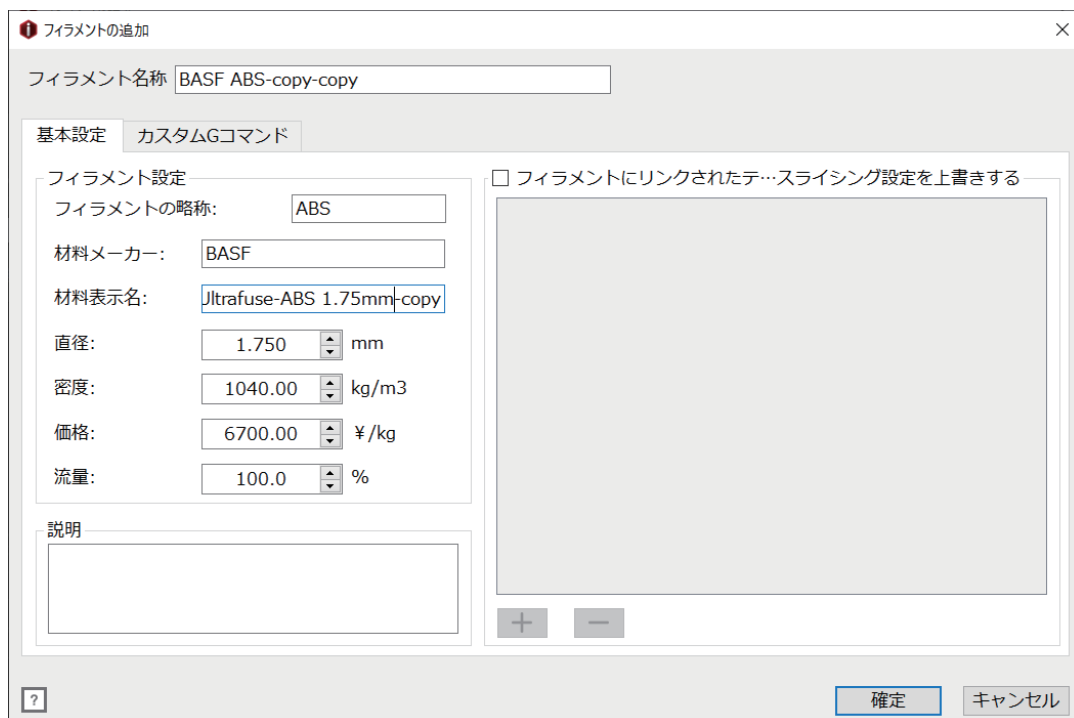 フィラメントの追加
フィラメント名称 BASF ABS-copy-copy
基本設定 カスタムGコマンド
フィラメント設定
フィラメントの略称: ABS
材料メーカー: BASF
材料表示名: Ultrafuse-ABS 1.75mm-copy
直径: 1.750 mm
密度: 1040.00 kg/m3
価格: 6700.00 ¥/kg
流量: 100.0 %
説明
フィラメントにリンクされたテ…スライシング設定を上書きする
+ −
? 確定 キャンセル